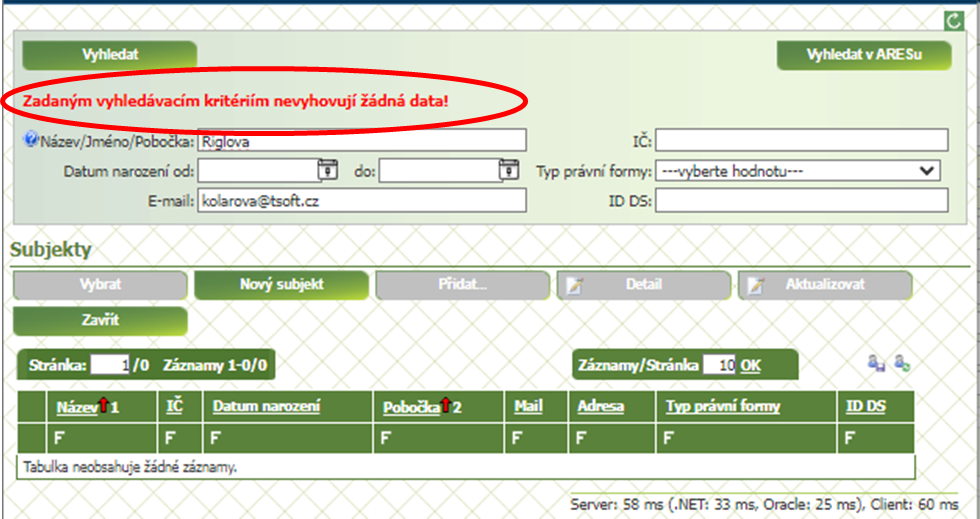 Vyhledat Vyhledat v ARESu
Zadaným vyhledávacím kritériím nevyhovují žádná data!
Název/Jméno/Pobočka: Riglova IČ:
Datum narození od: do: Typ právní formy: ---vyberte hodnotu---
E-mail: kolarova@tsoft.cz ID DS:
Subjekty
Vybrat Nový subjekt Přidat... Detail Aktualizovat
Zavřít
Stránka: 1 /0 Záznamy 1-0/0 Záznamy/Stránka 10 OK
Název 1 IČ Datum narození Pobočka 2 Mail Adresa Typ právní formy ID DS
F F F F F F F F
Tabulka neobsahuje žádné záznamy.
Server: 58 ms (.NET: 33 ms, Oracle: 25 ms), Client: 60 ms